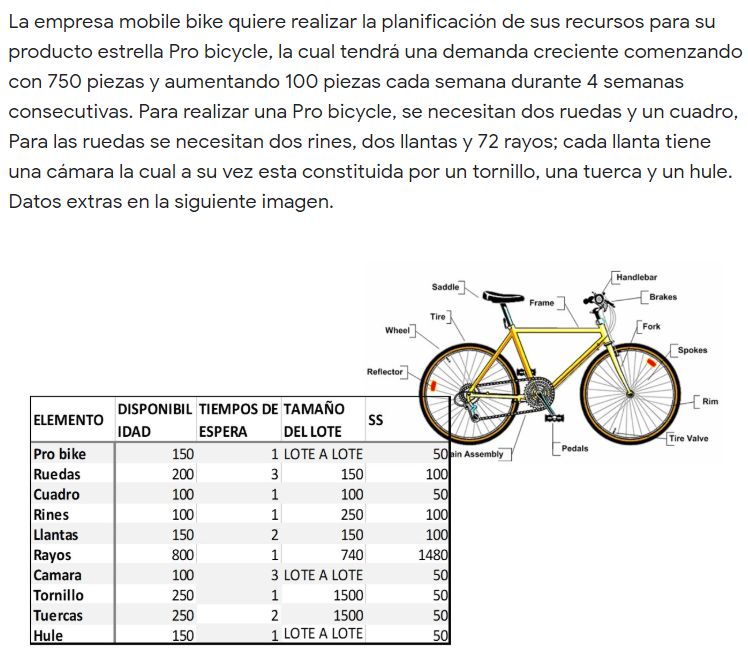 La empresa mobile bike quiere realizar la planificación de sus recursos para su
producto estrella Pro bicycle, la cual tendrá una demanda creciente comenzando
con 750 piezas y aumentando 100 piezas cada semana durante 4 semanas
consecutivas. Para realizar una Pro bicycle, se necesitan dos ruedas y un cuadro,
Para las ruedas se necesitan dos rines, dos llantas y 72 rayos; cada llanta tiene
una cámara la cual a su vez esta constituida por un tornillo, una tuerca y un hule.
Datos extras en la siguiente imagen.
Handlebar
Saddle
Brakes
Frame
Tire
Fork
Wheel
Spokes
Reflector
Rim
Tire Valve
Pedals
ain Assembly
ELEMENTO DISPONIBIL IDAD TIEMPOS DE ESPERA TAMAÑO DEL LOTE SS
Pro bike 150 1 LOTE A LOTE 50
Ruedas 200 3 150 100
Cuadro 100 1 100 50
Rines 100 1 250 100
Llantas 150 2 150 100
Rayos 800 1 740 1480
Camara 100 3 LOTE A LOTE 50
Tornillo 250 1 1500 50
Tuercas 250 2 1500 50
Hule 150 1 LOTE A LOTE 50